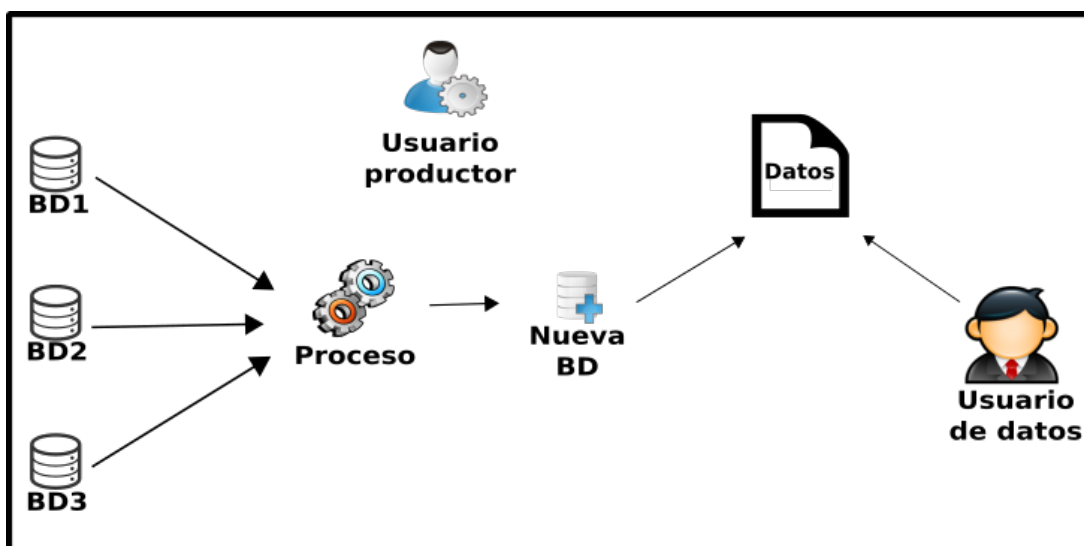 Usuario
productor
Datos
BD1
BD2
BD3
Proceso
Nueva
BD
Usuario
de datos